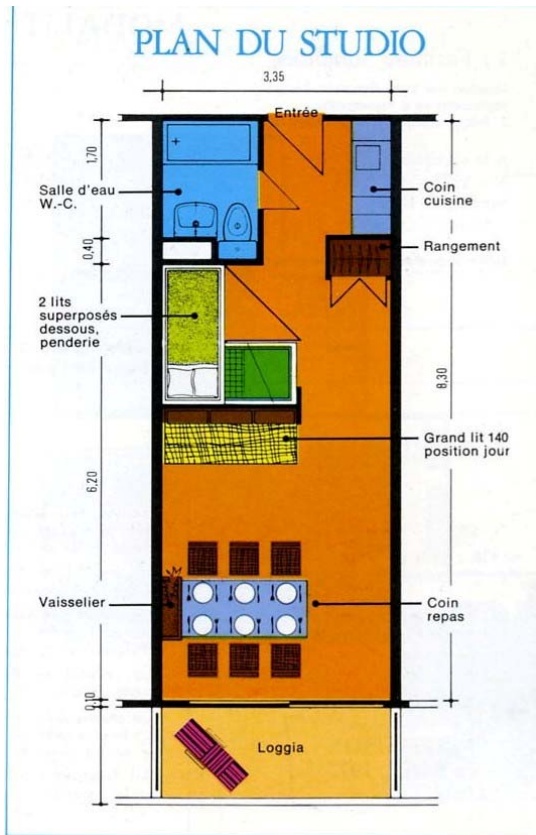 PLAN DU STUDIO
3,35
Entrée
1,70
Salle d'eau
W.-C.
Coin
cuisine
0,40
Rangement
2 lits
superposés
dessous,
penderie
8,30
Grand lit 140
position jour
6,20
Vaisselier
Coin
repas
0,10
Loggia